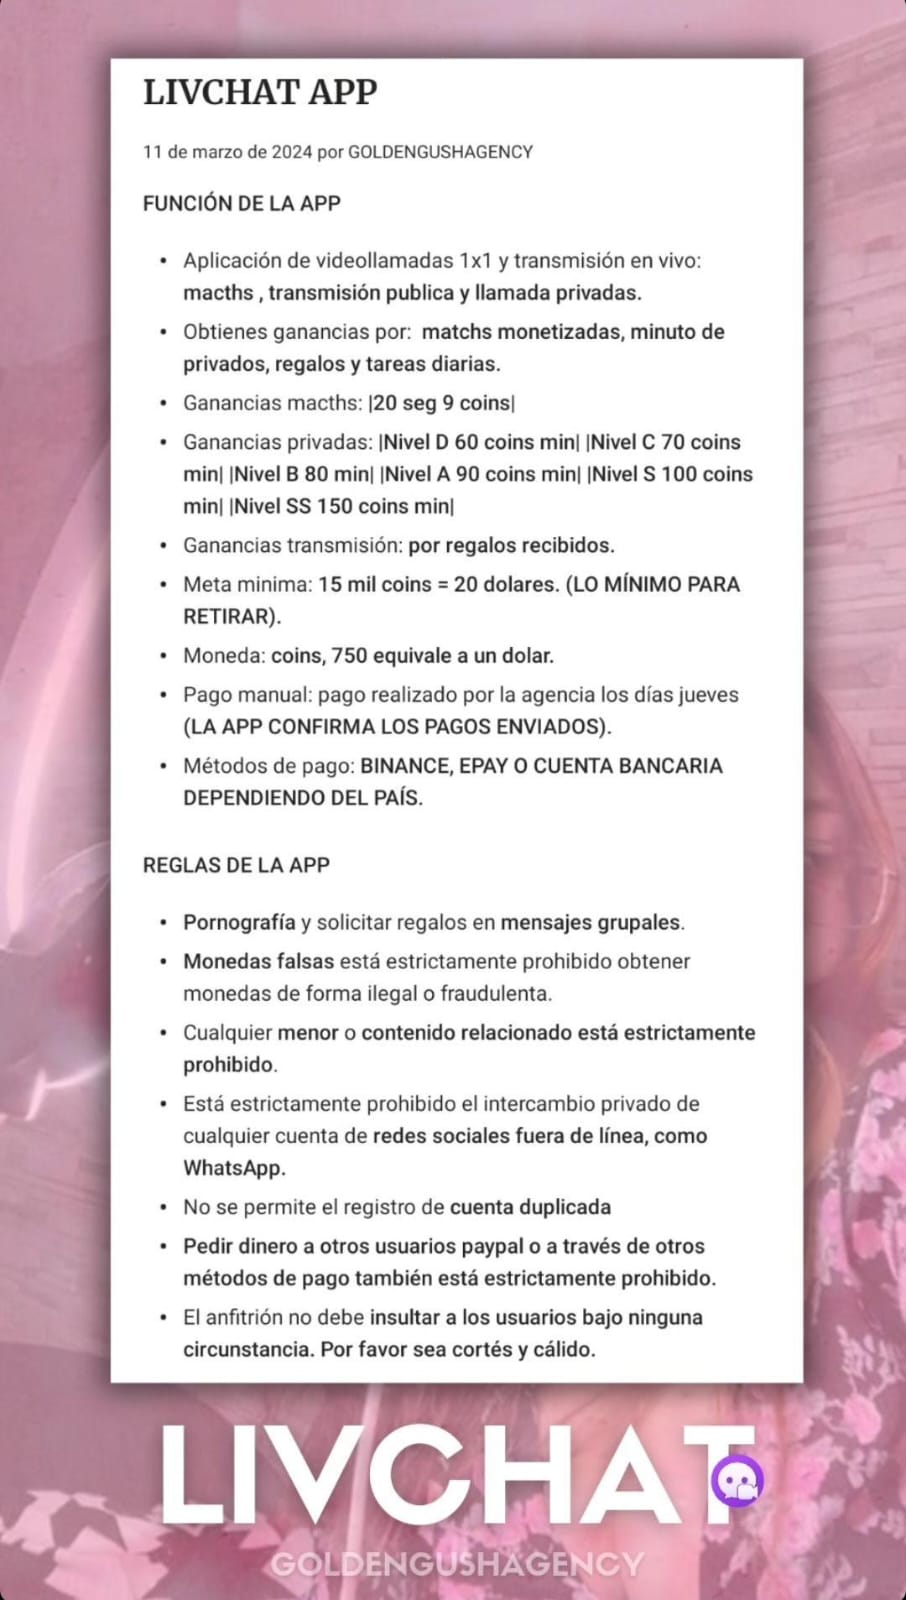 LIVCHAT APP
11 de marzo de 2024 por GOLDENGUSHAGENCY
FUNCIÓN DE LA APP
• Aplicación de videollamadas 1x1 y transmisión en vivo:
macths , transmisión publica y llamada privadas.
• Obtienes ganancias por: matchs monetizadas, minuto de
privados, regalos y tareas diarias.
• Ganancias macths: |20 seg 9 coins|
• Ganancias privadas: |Nivel D 60 coins min| |Nivel C 70 coins
min| |Nivel B 80 min| |Nivel A 90 coins min| |Nivel S 100 coins
min| |Nivel SS 150 coins min|
• Ganancias transmisión: por regalos recibidos.
• Meta minima: 15 mil coins = 20 dolares. (LO MÍNIMO PARA
RETIRAR).
• Moneda: coins, 750 equivale a un dolar.
• Pago manual: pago realizado por la agencia los días jueves
(LA APP CONFIRMA LOS PAGOS ENVIADOS).
• Métodos de pago: BINANCE, EPAY O CUENTA BANCARIA
DEPENDIENDO DEL PAÍS.
REGLAS DE LA APP
• Pornografía y solicitar regalos en mensajes grupales.
• Monedas falsas está estrictamente prohibido obtener
monedas de forma ilegal o fraudulenta.
• Cualquier menor o contenido relacionado está estrictamente
prohibido.
• Está estrictamente prohibido el intercambio privado de
cualquier cuenta de redes sociales fuera de línea, como
WhatsApp.
• No se permite el registro de cuenta duplicada
• Pedir dinero a otros usuarios paypal o a través de otros
métodos de pago también está estrictamente prohibido.
• El anfitrión no debe insultar a los usuarios bajo ninguna
circunstancia. Por favor sea cortés y cálido.
LIVCHAT
GOLDENGUSHAGENCY